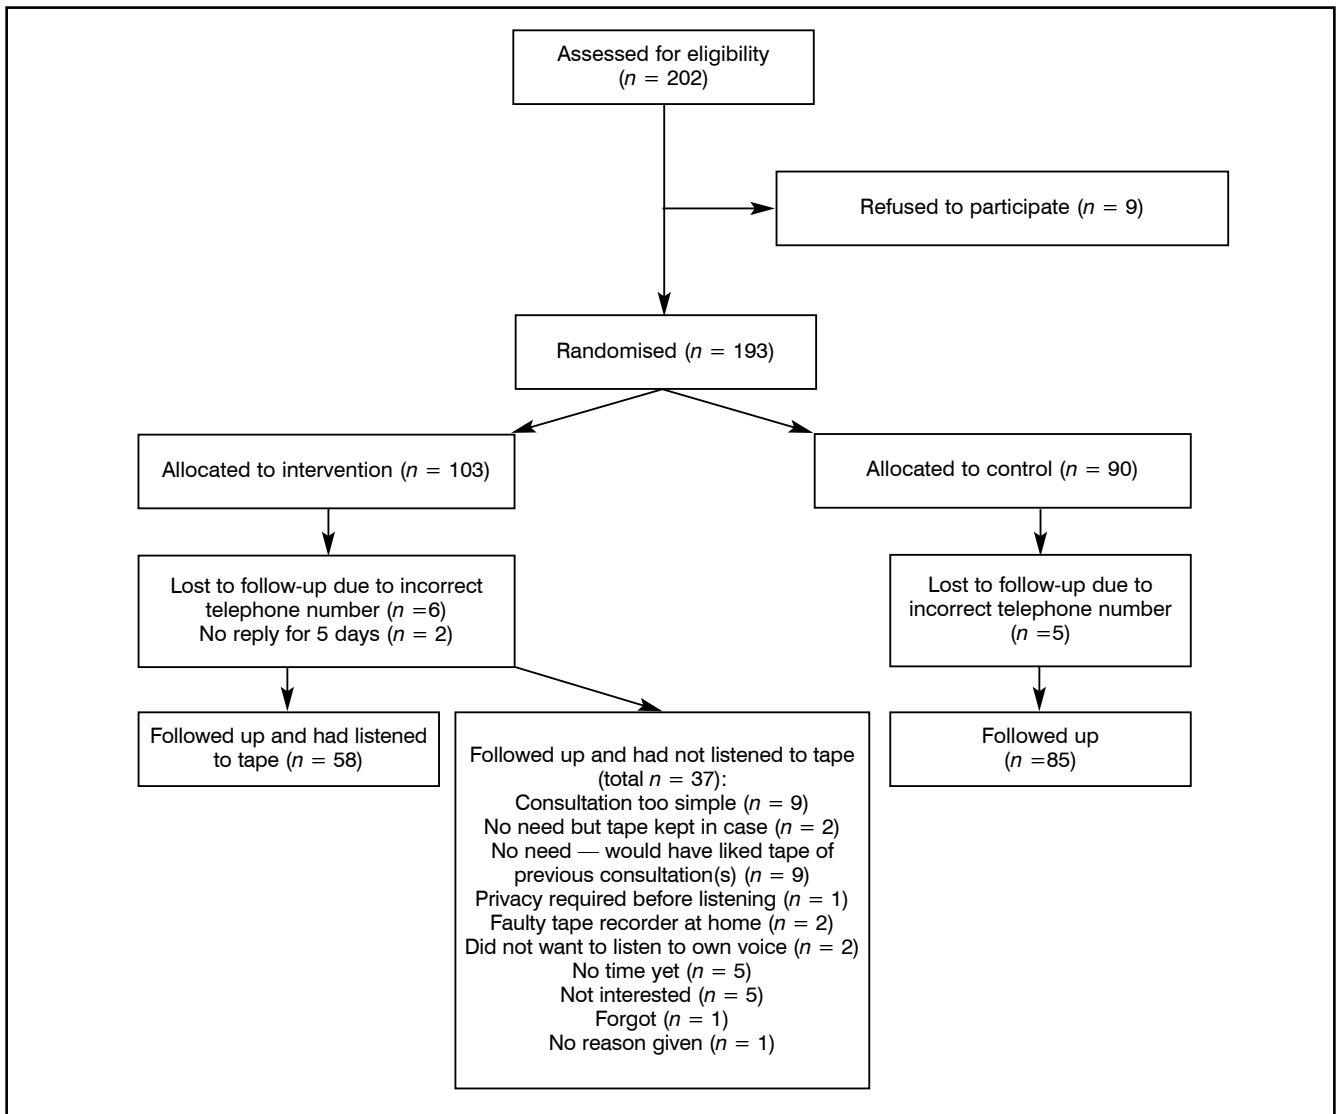 Assessed for eligibility
(n = 202)
Refused to participate (n = 9)
Randomised (n = 193)
Allocated to intervention (n = 103)
Allocated to control (n = 90)
Lost to follow-up due to incorrect
telephone number (n =6)
No reply for 5 days (n = 2)
Lost to follow-up due to
incorrect telephone number
(n =5)
Followed up and had listened
to tape (n = 58)
Followed up and had not listened to tape
(total n = 37):
Consultation too simple (n = 9)
No need but tape kept in case (n = 2)
No need — would have liked tape of
previous consultation(s) (n = 9)
Privacy required before listening (n = 1)
Faulty tape recorder at home (n = 2)
Did not want to listen to own voice (n = 2)
No time yet (n = 5)
Not interested (n = 5)
Forgot (n = 1)
No reason given (n = 1)
Followed up
(n =85)